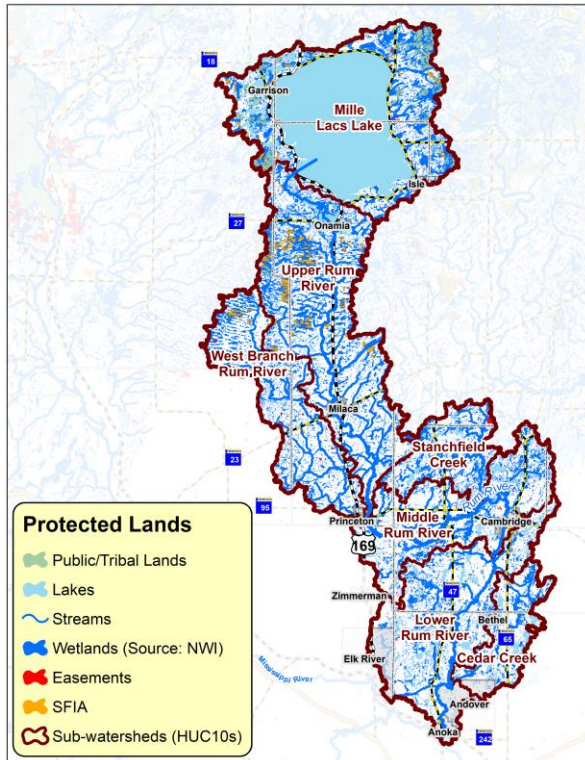 18
Garrison
Mille
Lacs Lake
Isle
27
Onamia
Upper Rum
River
West Branch
Rum River
Milaca
Stanchfield
Creek
23
Rum River
95
Princeton
Middle
Rum River
Cambridge
169
Zimmerman
47
Lower
Rum River
Bethel
65
Elk River
Cedar Creek
Mississippi River
Andover
Anoka
242
Protected Lands
Public/Tribal Lands
Lakes
Streams
Wetlands (Source: NWI)
Easements
SFIA
Sub-watersheds (HUC10s)